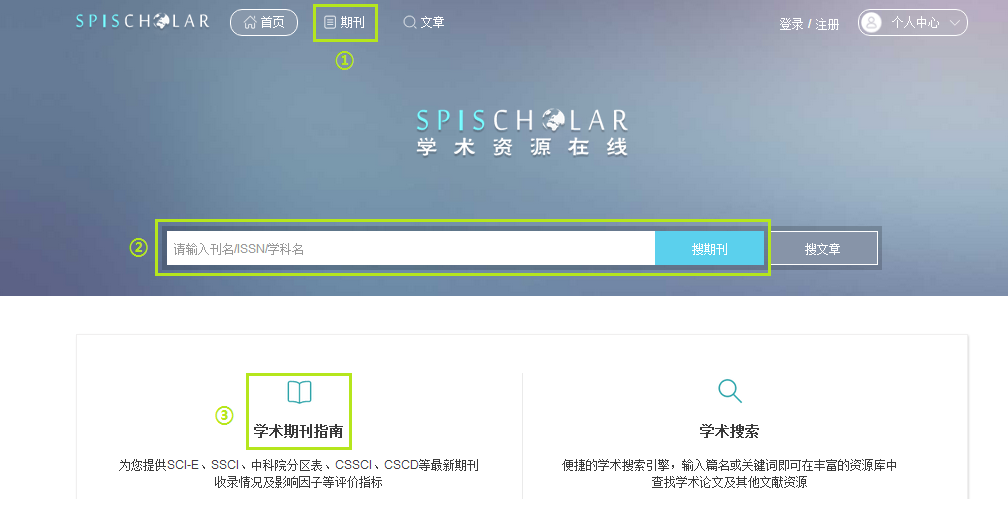 SPISCHOLAR 首页 期刊 文章 登录 / 注册 个人中心
①
SPISCHOLAR
学术资源在线
② 请输入刊名/ISSN/学科名 搜期刊 搜文章
③
学术期刊指南
为您提供SCI-E、SSCI、中科院分区表、CSSCI、CSCD等最新期刊
收录情况及影响因子等评价指标
学术搜索
便捷的学术搜索引擎，输入篇名或关键词即可在丰富的资源库中
查找学术论文及其他文献资源